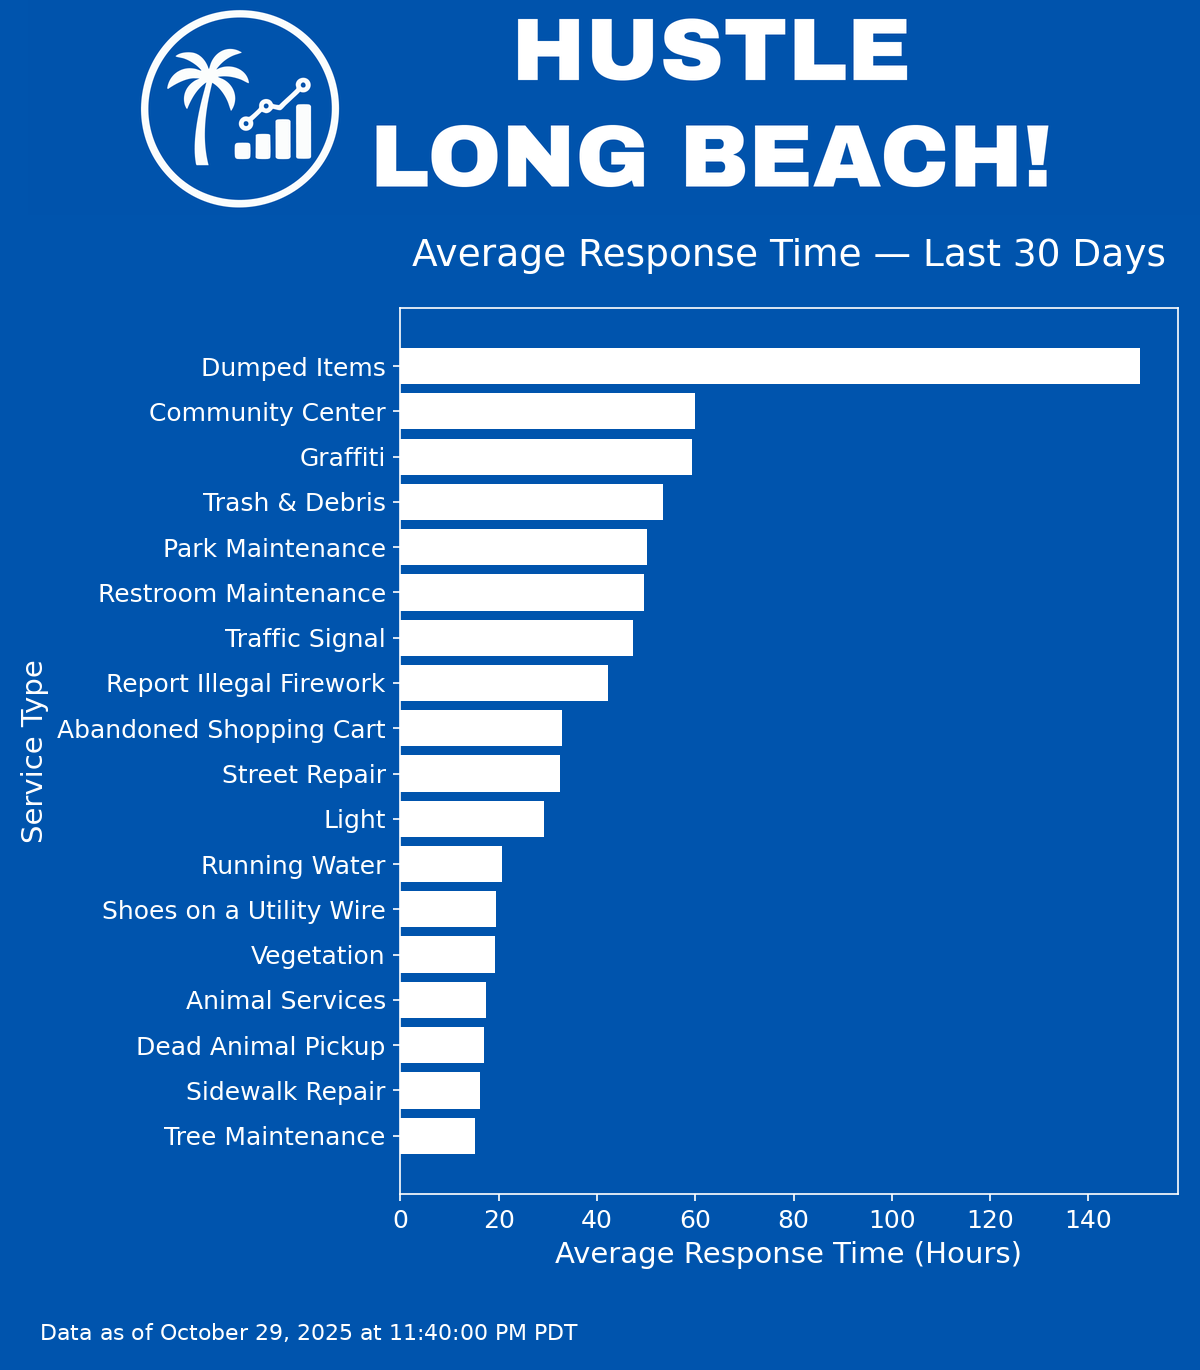 HUSTLE
LONG BEACH!
Average Response Time — Last 30 Days
Dumped Items
Community Center
Graffiti
Trash & Debris
Park Maintenance
Restroom Maintenance
Traffic Signal
Report Illegal Firework
Abandoned Shopping Cart
Street Repair
Light
Running Water
Shoes on a Utility Wire
Vegetation
Animal Services
Dead Animal Pickup
Sidewalk Repair
Tree Maintenance
Service Type
0 20 40 60 80 100 120 140
Average Response Time (Hours)
Data as of October 29, 2025 at 11:40:00 PM PDT